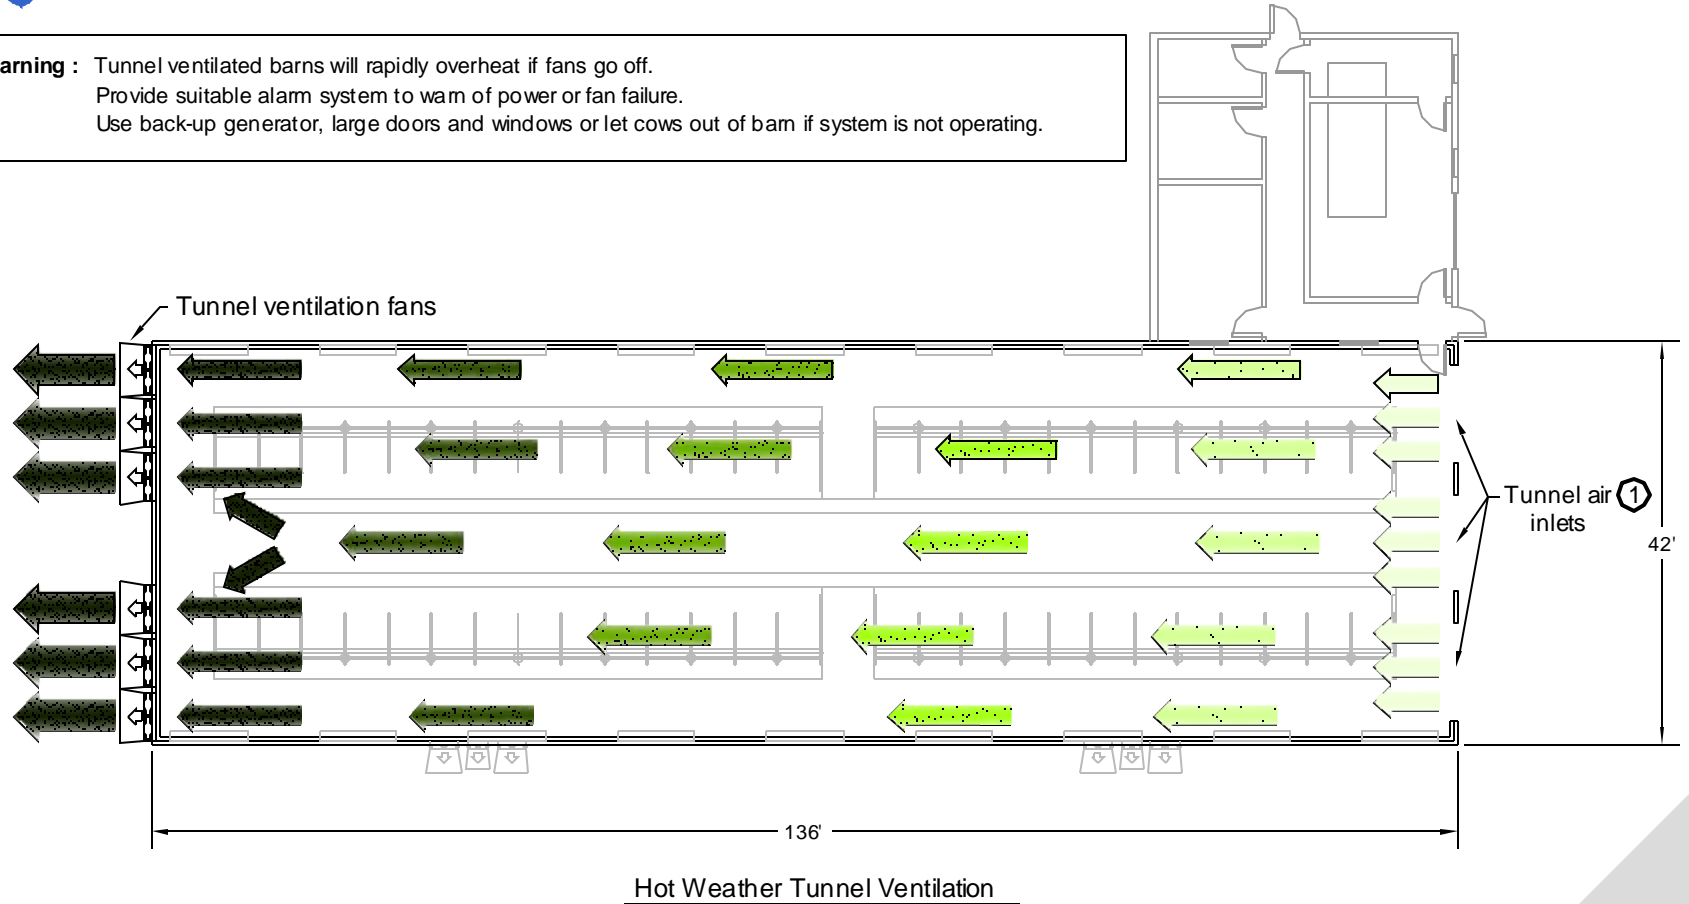 arning : Tunnel ventilated barns will rapidly overheat if fans go off.
Provide suitable alarm system to warn of power or fan failure.
Use back-up generator, large doors and windows or let cows out of barn if system is not operating.
Tunnel ventilation fans
Tunnel air 1
inlets
42'
136'
Hot Weather Tunnel Ventilation